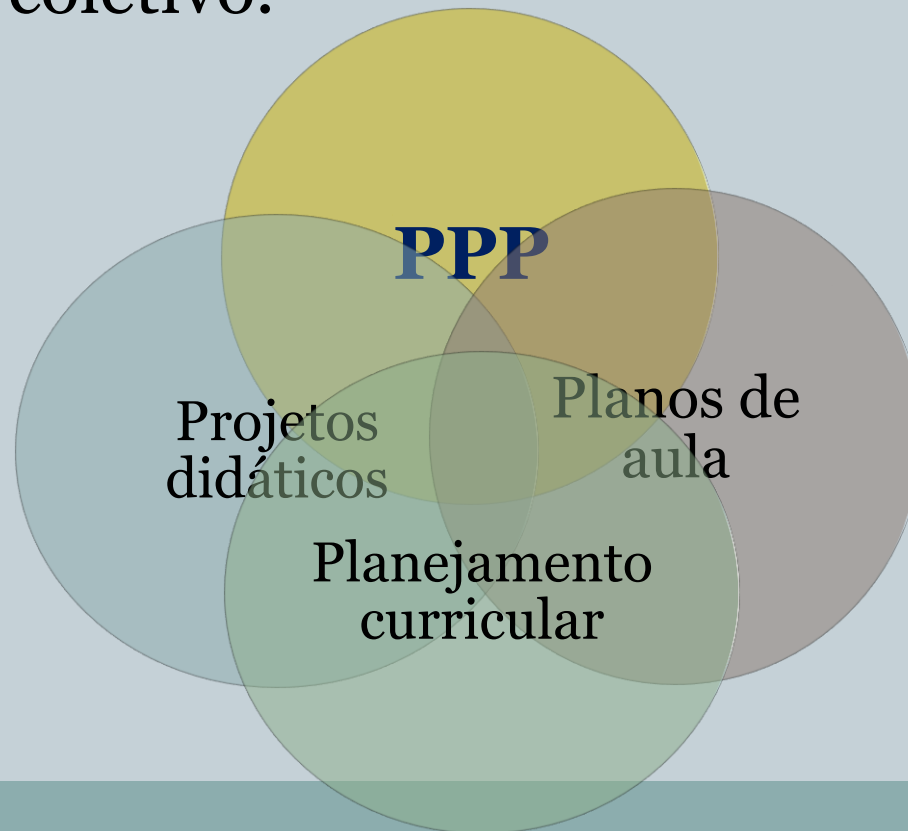 coletivo.
PPP
Projetos
didáticos
Planos de
aula
Planejamento
curricular